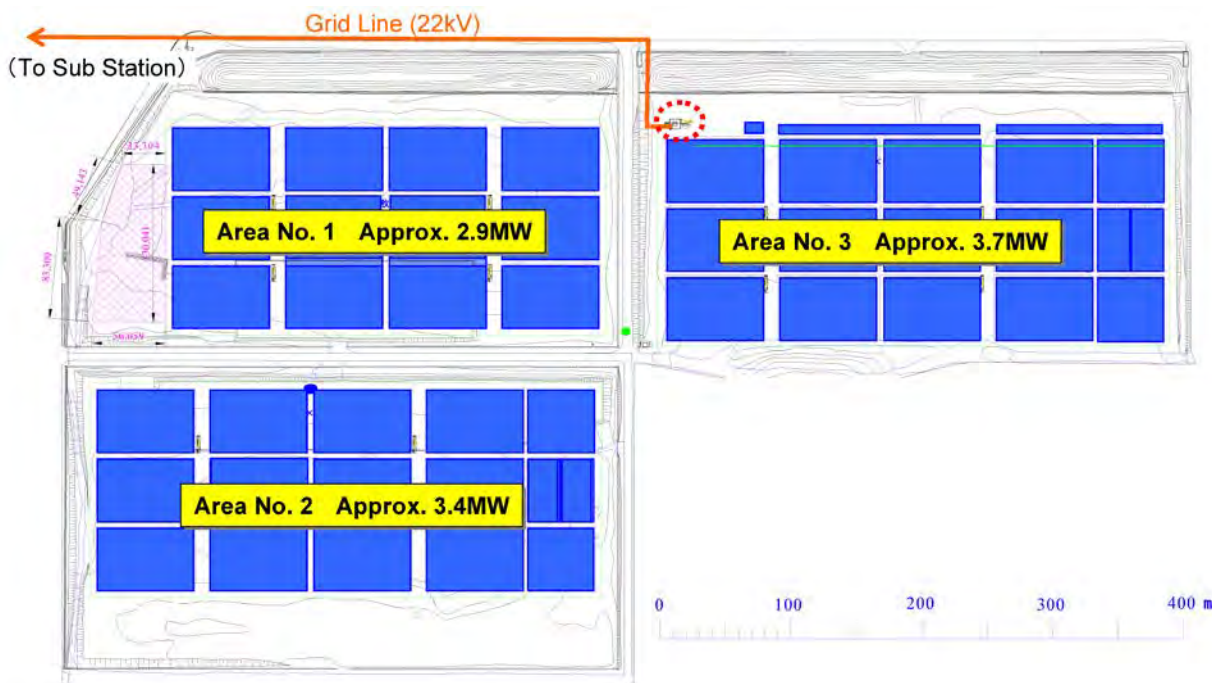 Grid Line (22kV)
(To Sub Station)
Area No. 1 Approx. 2.9MW
Area No. 3 Approx. 3.7MW
Area No. 2 Approx. 3.4MW
0 100 200 300 400 m